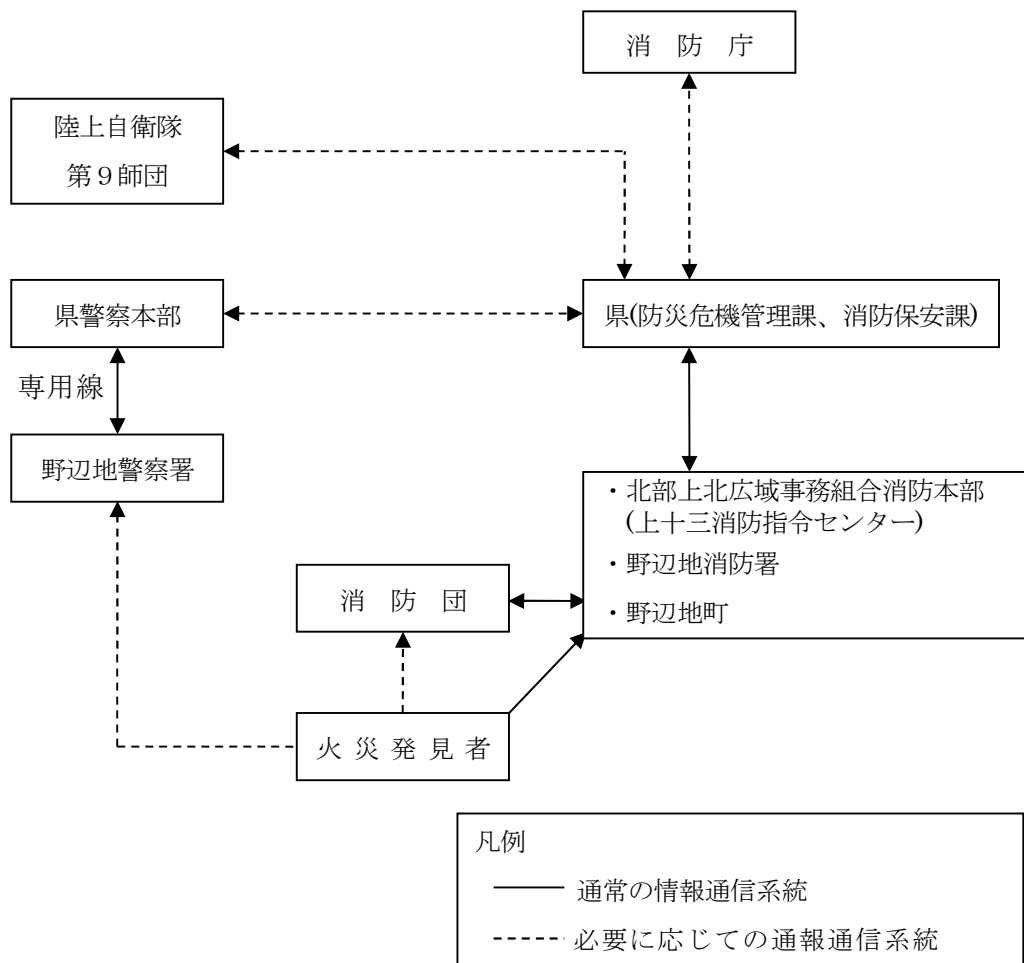 消　防　庁
陸上自衛隊
第９師団
県警察本部
県(防災危機管理課、消防保安課)
専用線
野辺地警察署
・北部上北広域事務組合消防本部
(上十三消防指令センター)
・野辺地消防署
・野辺地町
消　防　団
火 災 発 見 者
凡例
通常の情報通信系統
必要に応じての通報通信系統